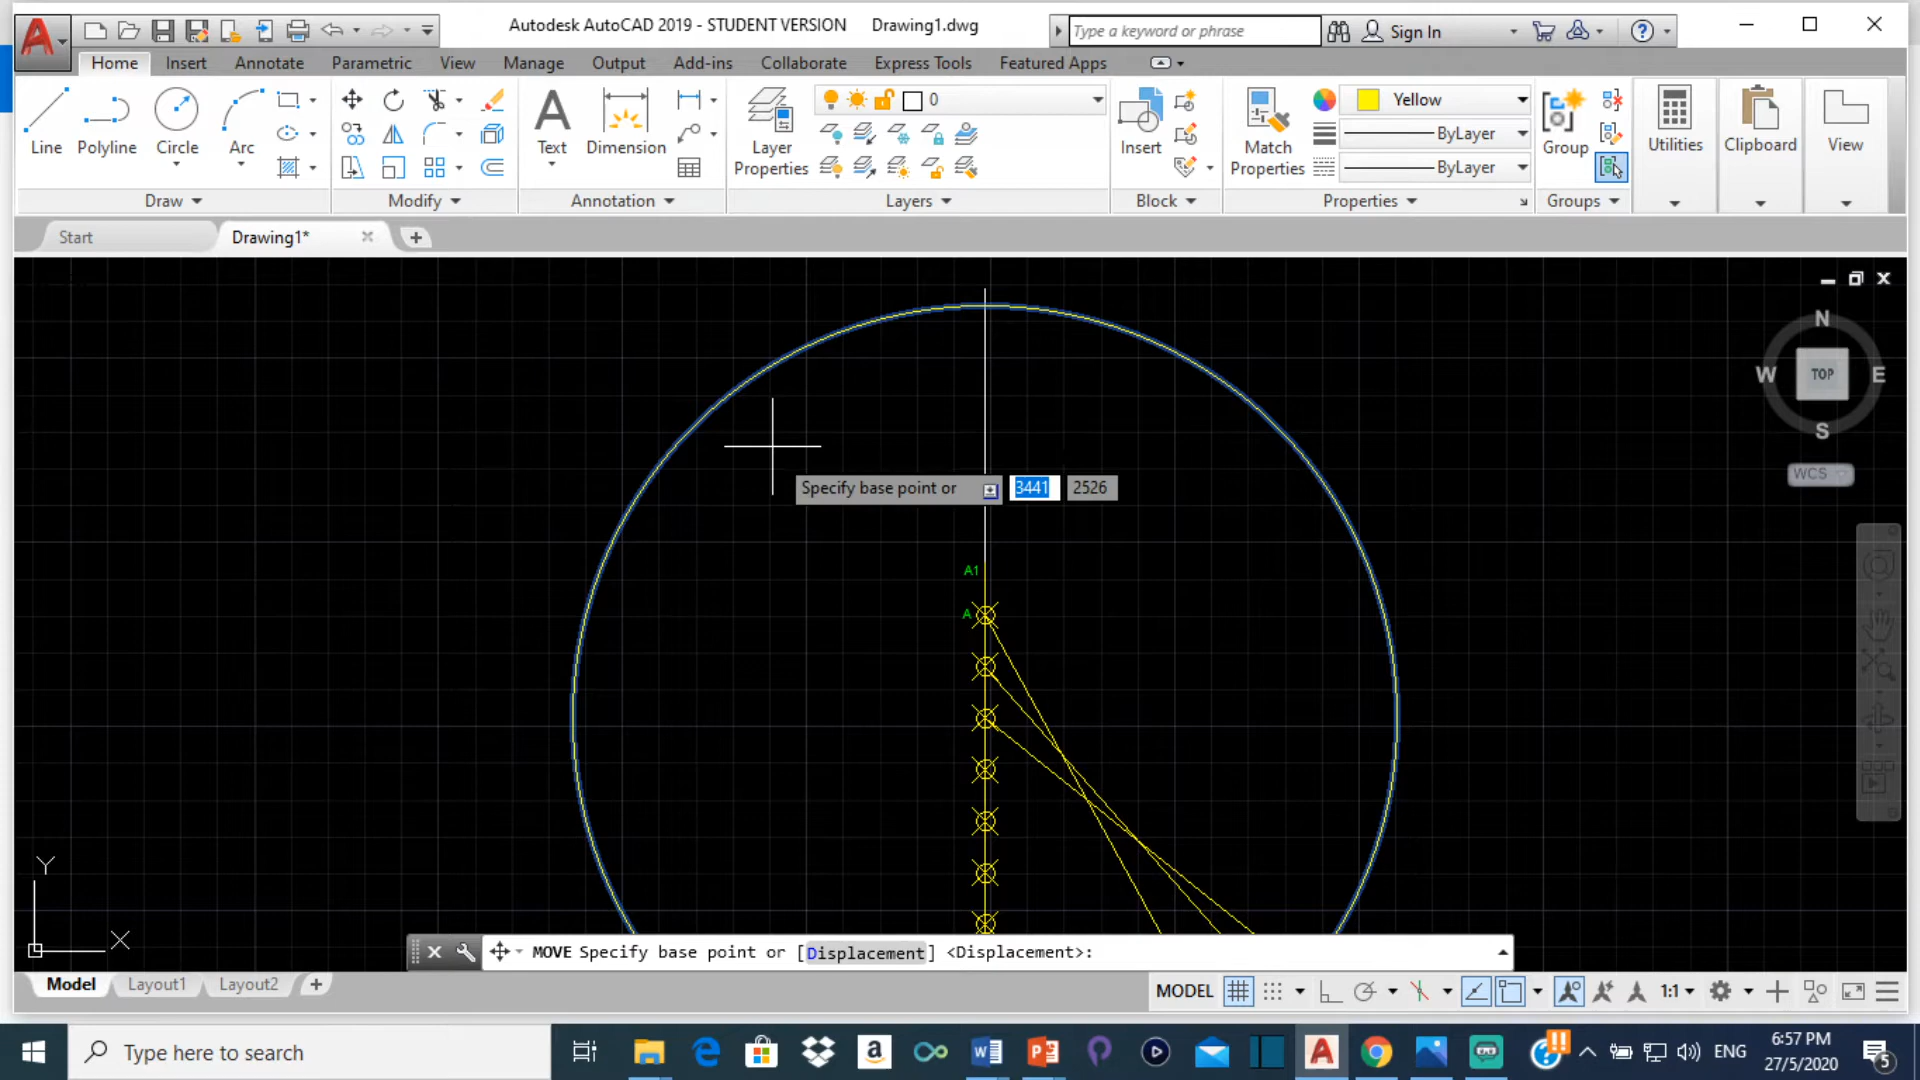 Autodesk AutoCAD 2019 - STUDENT VERSION Drawing1.dwg
Type a keyword or phrase
Sign In
Home Insert Annotate Parametric View Manage Output Add-ins Collaborate Express Tools Featured Apps
Line Polyline Circle Arc
Text Dimension
Layer Properties
0
Insert
Match Properties
Yellow
ByLayer
ByLayer
Group
Utilities
Clipboard
View
Draw Modify Annotation Layers Block Properties Groups
Start Drawing1*
N
W TOP E
S
WCS
Specify base point or 3441 2526
A1
A
Y
X
MOVE Specify base point or [Displacement] <Displacement>:
Model Layout1 Layout2
MODEL 1:1
Type here to search
ENG
6:57 PM
27/5/2020
5